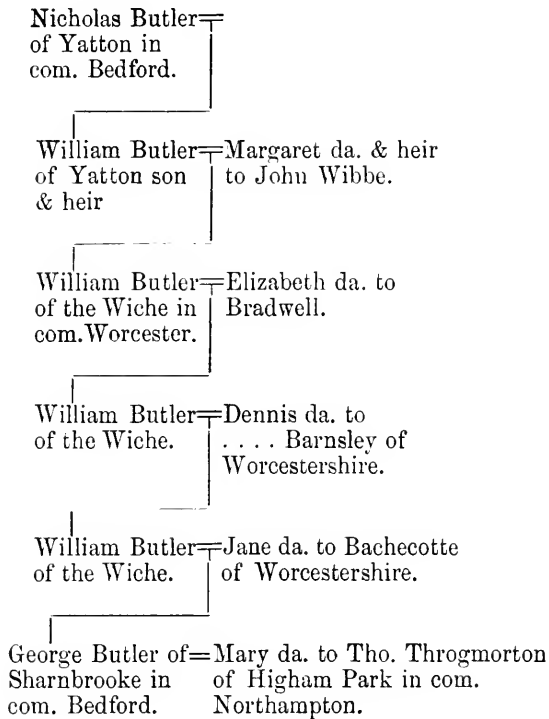 Nicholas Butler=
of Yatton in
com. Bedford.
William Butler=Margaret da. & heir
of Yatton son to John Wibbe.
& heir
William Butler=Elizabeth da. to
of the Wiche in Bradwell.
com. Worcester.
William Butler=Dennis da. to
of the Wiche. . . . . Barnsley of
Worcestershire.
William Butler=Jane da. to Bachecotte
of the Wiche. of Worcestershire.
George Butler of=Mary da. to Tho. Throgmorton
Sharnbrooke in of Higham Park in com.
com. Bedford. Northampton.